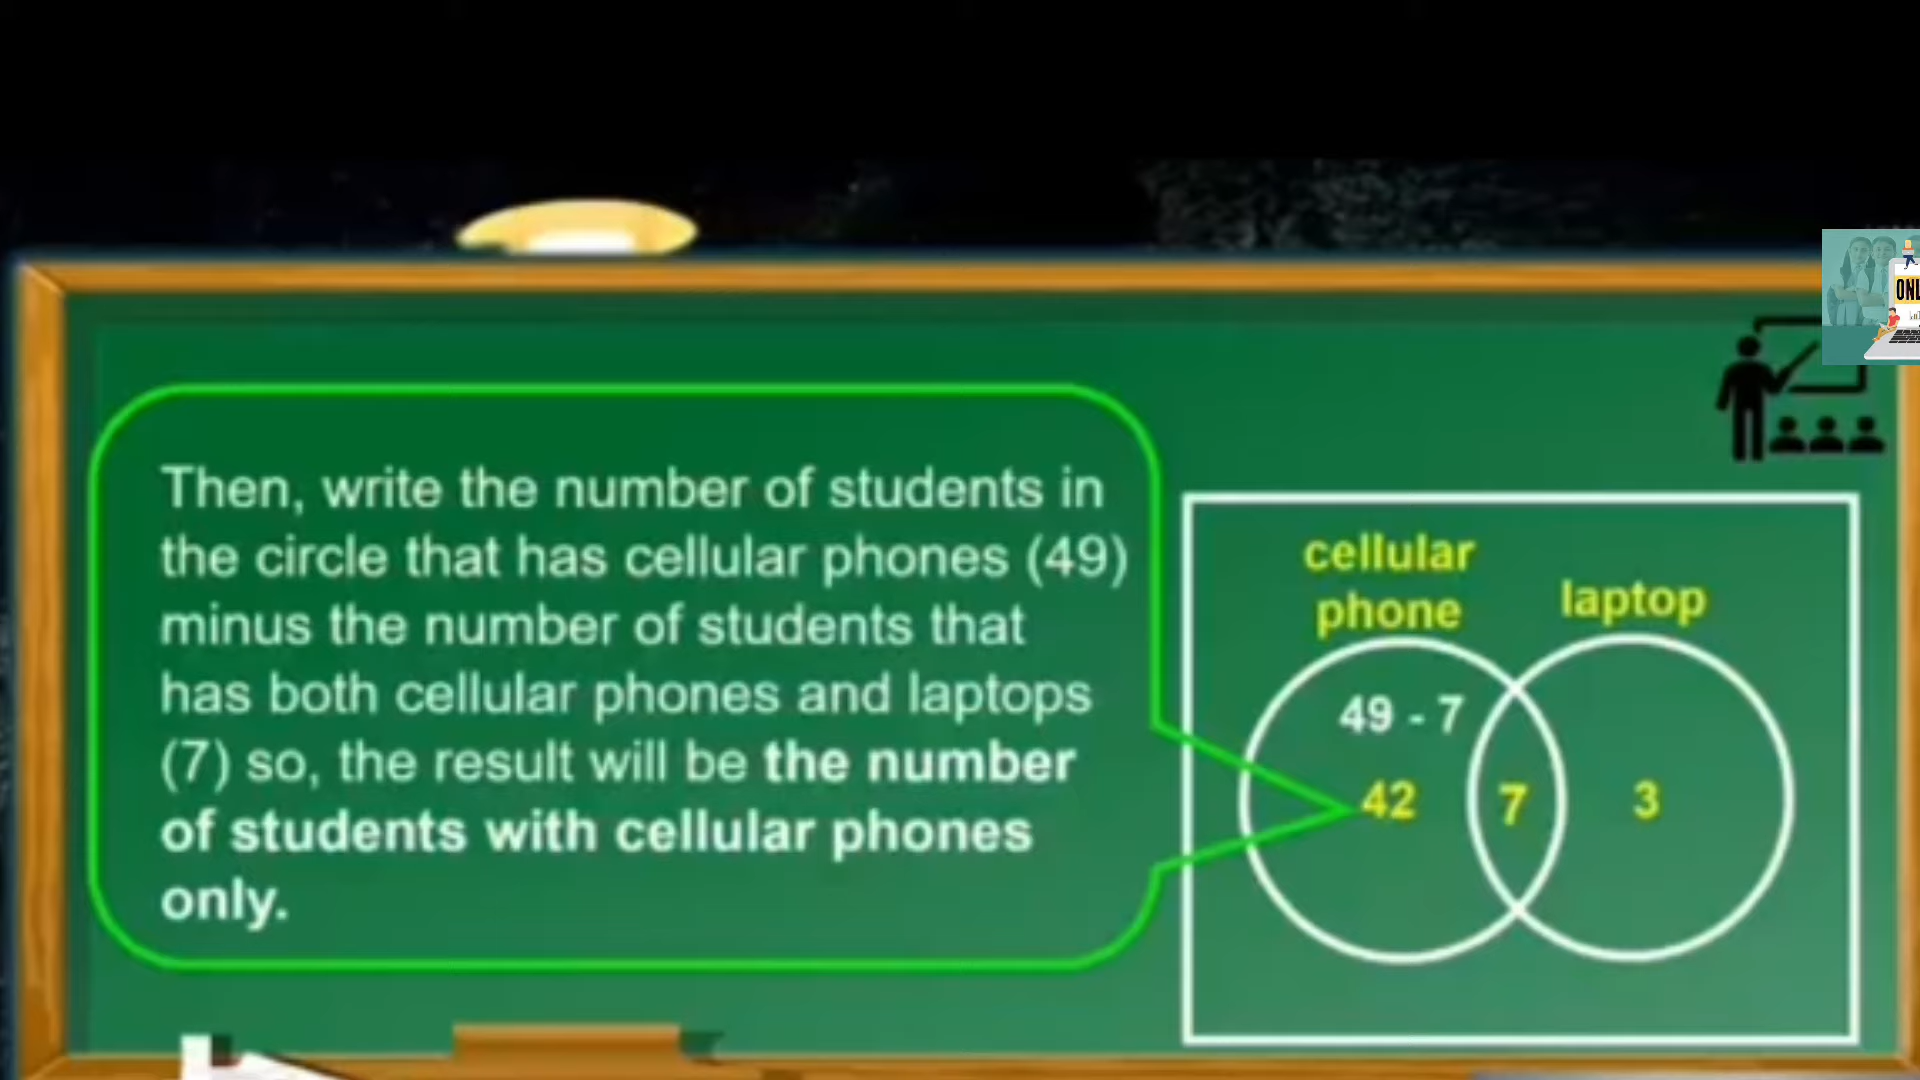 Then, write the number of students in
the circle that has cellular phones (49)
minus the number of students that
has both cellular phones and laptops
(7) so, the result will be the number
of students with cellular phones
only.
cellular
phone
laptop
49 - 7
42
7
3